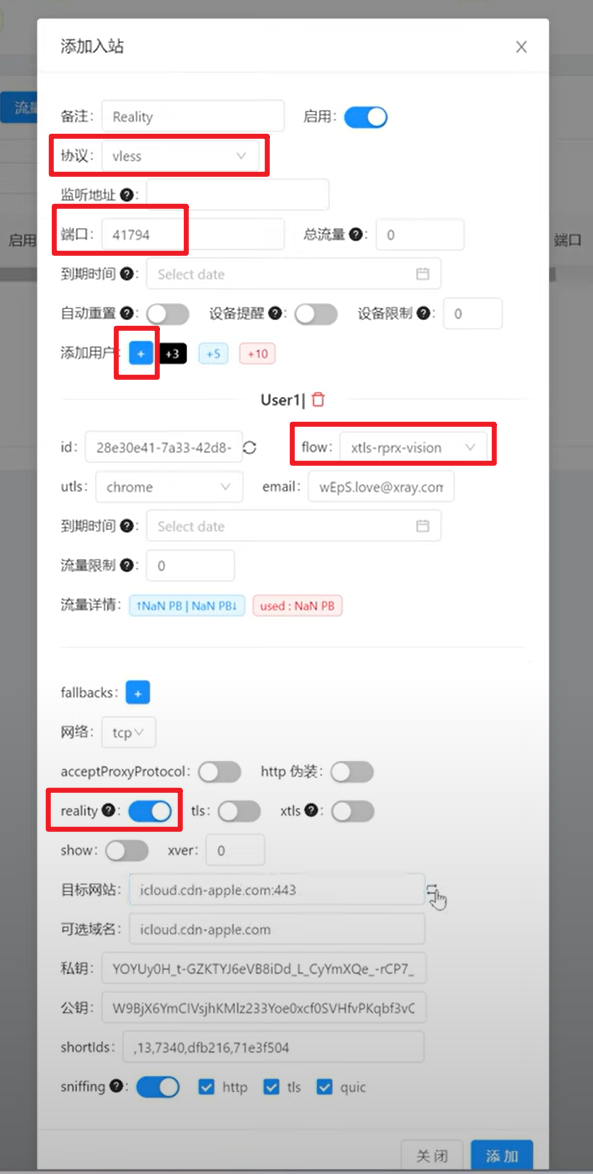 添加入站
流量
备注: Reality 启用:
协议: vless
监听地址 ?:
启用 端口: 41794 总流量 ?: 0 端口
到期时间 ?: Select date
自动重置 ?: 设备提醒 ?: 设备限制 ?: 0
添加用户: + +3 +5 +10
User1|
id: 28e30e41-7a33-42d8- flow: xtls-rprx-vision
utls: chrome email: wEpS.love@xray.com
到期时间 ?: Select date
流量限制 ?: 0
流量详情: ↑NaN PB | NaN PB↓ used : NaN PB
fallbacks: +
网络: tcp
acceptProxyProtocol: http 伪装:
reality ?: tls: xtls ?:
show: xver: 0
目标网站: icloud.cdn-apple.com:443
可选域名: icloud.cdn-apple.com
私钥: YOYUy0H_t-GZKTYJ6eVB8iDd_L_CyYmXQe_-rCP7_
公钥: W9BjX6YmCIVsjhKMIz233Yoe0xcf0SVHfvPKqbf3vC
shortIds: ,13,7340,dfb216,71e3f504
sniffing ?: http tls quic
关 闭 添 加